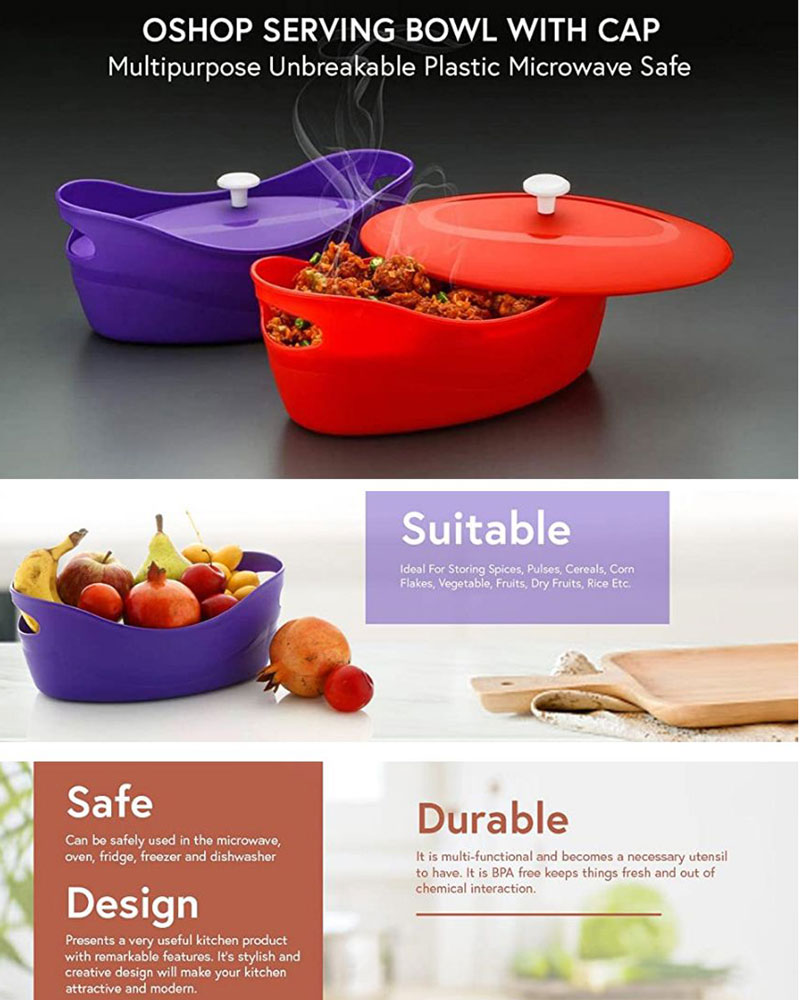 OSHOP SERVING BOWL WITH CAP
Multipurpose Unbreakable Plastic Microwave Safe
Suitable
Ideal For Storing Spices, Pulses, Cereals, Corn
Flakes, Vegetable, Fruits, Dry Fruits, Rice Etc.
Safe
Can be safely used in the microwave,
oven, fridge, freezer and dishwasher
Design
Presents a very useful kitchen product
with remarkable features. It's stylish and
creative design will make your kitchen
attractive and modern.
Durable
It is multi-functional and becomes a necessary utensil
to have. It is BPA free keeps things fresh and out of
chemical interaction.